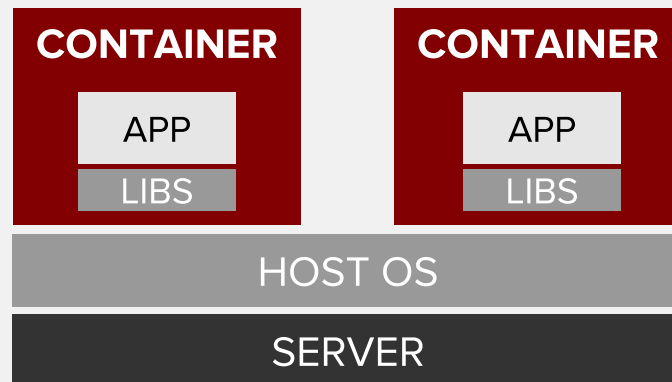 CONTAINER CONTAINER
APP APP
LIBS LIBS
HOST OS
SERVER